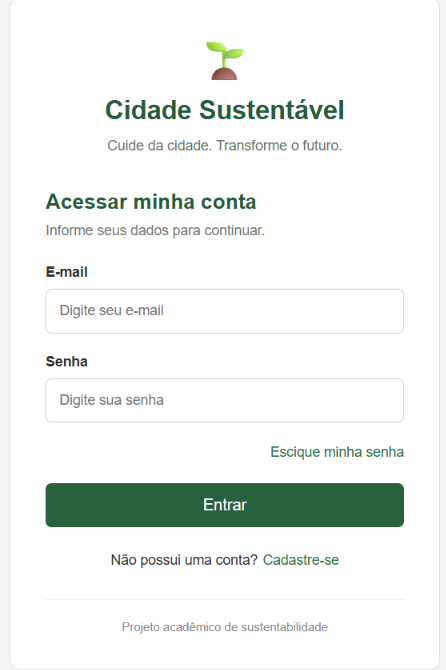 Cidade Sustentável
Cuide da cidade. Transforme o futuro.
Acessar minha conta
Informe seus dados para continuar.
E-mail
Digite seu e-mail
Senha
Digite sua senha
Escique minha senha
Entrar
Não possui uma conta? Cadastre-se
Projeto acadêmico de sustentabilidade